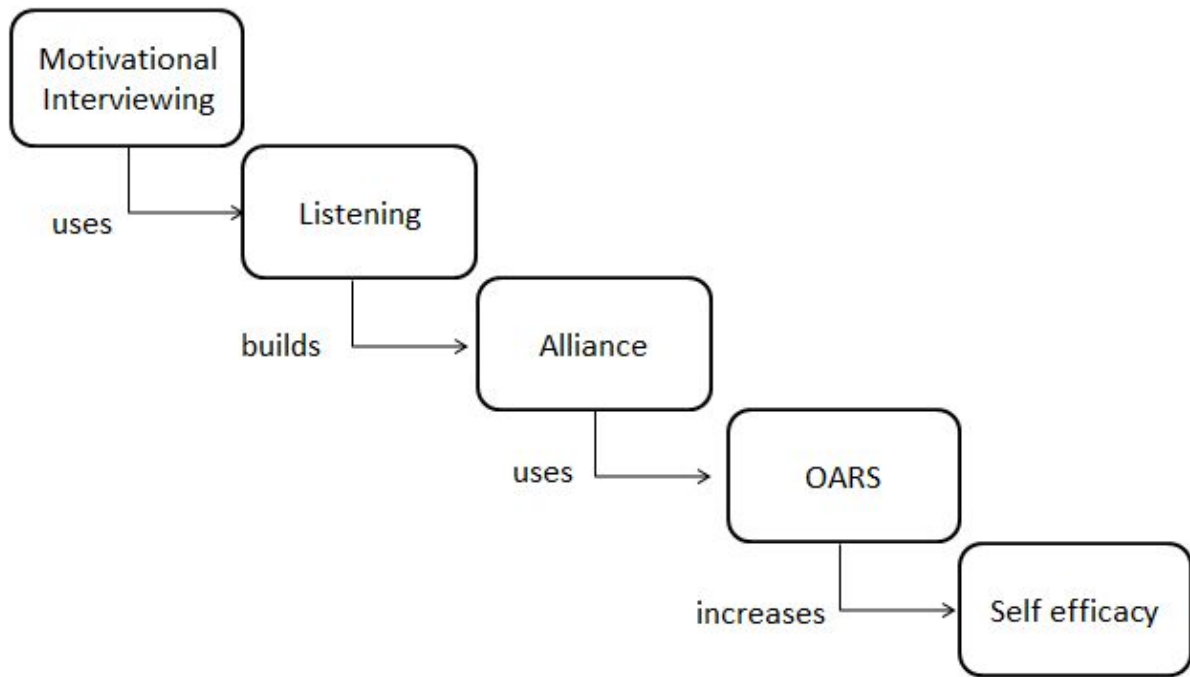 Motivational
Interviewing
uses
Listening
builds
Alliance
uses
OARS
increases
Self efficacy